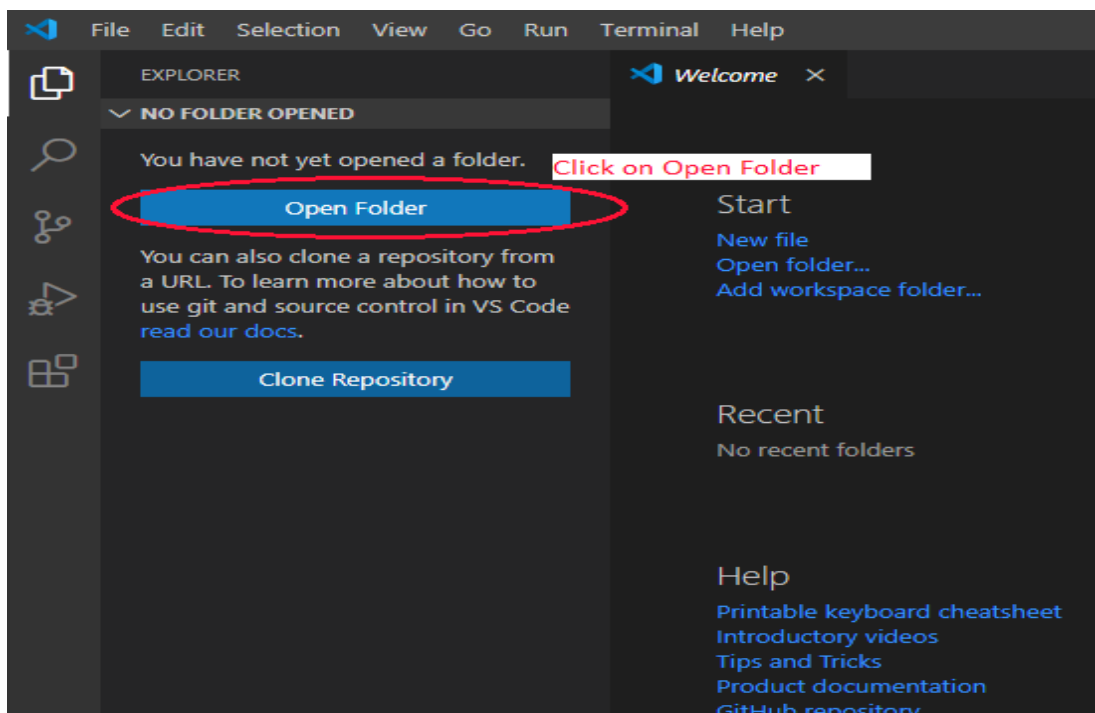 File Edit Selection View Go Run Terminal Help
EXPLORER
NO FOLDER OPENED
You have not yet opened a folder.
Open Folder
You can also clone a repository from
a URL. To learn more about how to
use git and source control in VS Code
read our docs.
Clone Repository
Welcome
Click on Open Folder
Start
New file
Open folder...
Add workspace folder...
Recent
No recent folders
Help
Printable keyboard cheatsheet
Introductory videos
Tips and Tricks
Product documentation
GitHub repository